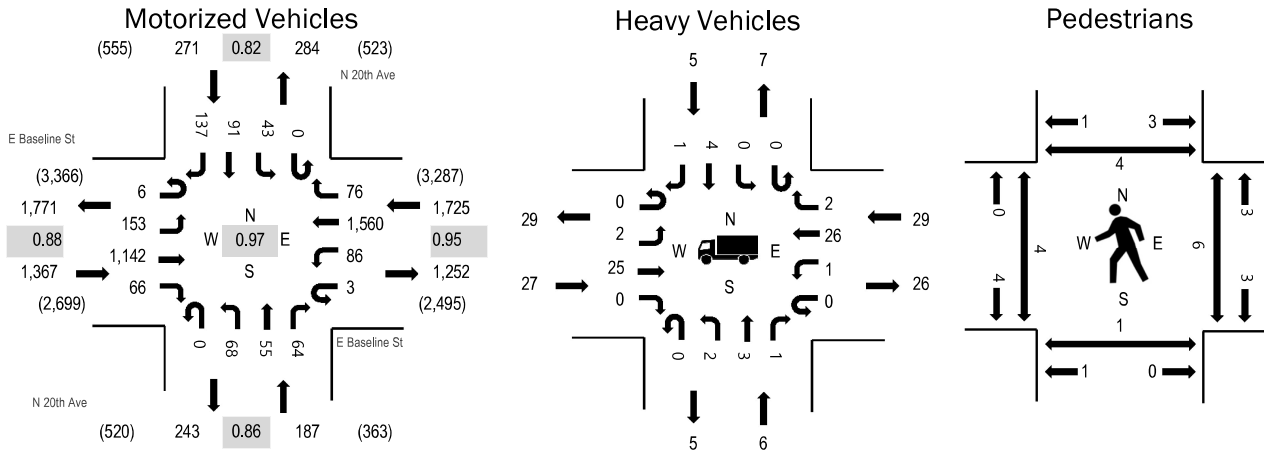 Motorized Vehicles
Heavy Vehicles
Pedestrians
(555) 271 0.82 284 (523)
N 20th Ave
137 91 43 0
E Baseline St
(3,366) 6 76 (3,287)
1,771 153 N 1,560 1,725
0.88 W 0.97 E 0.95
1,367 1,142 S 86 1,252
(2,699) 66 3 (2,495)
0 68 55 64
E Baseline St
N 20th Ave
(520) 243 0.86 187 (363)
5 7
1 4 0 0
0 2
29 2 N 26 29
W E
27 25 S 1 26
0 0
0 2 3 1
5 6
1 3
4
0 N 3
4 W E 6
4 S 3
1
1 0